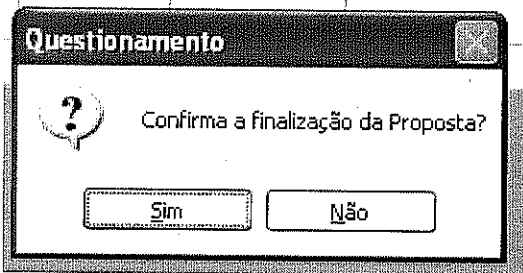 Questionamento
?
Confirma a finalização da Proposta?
Sim
Não